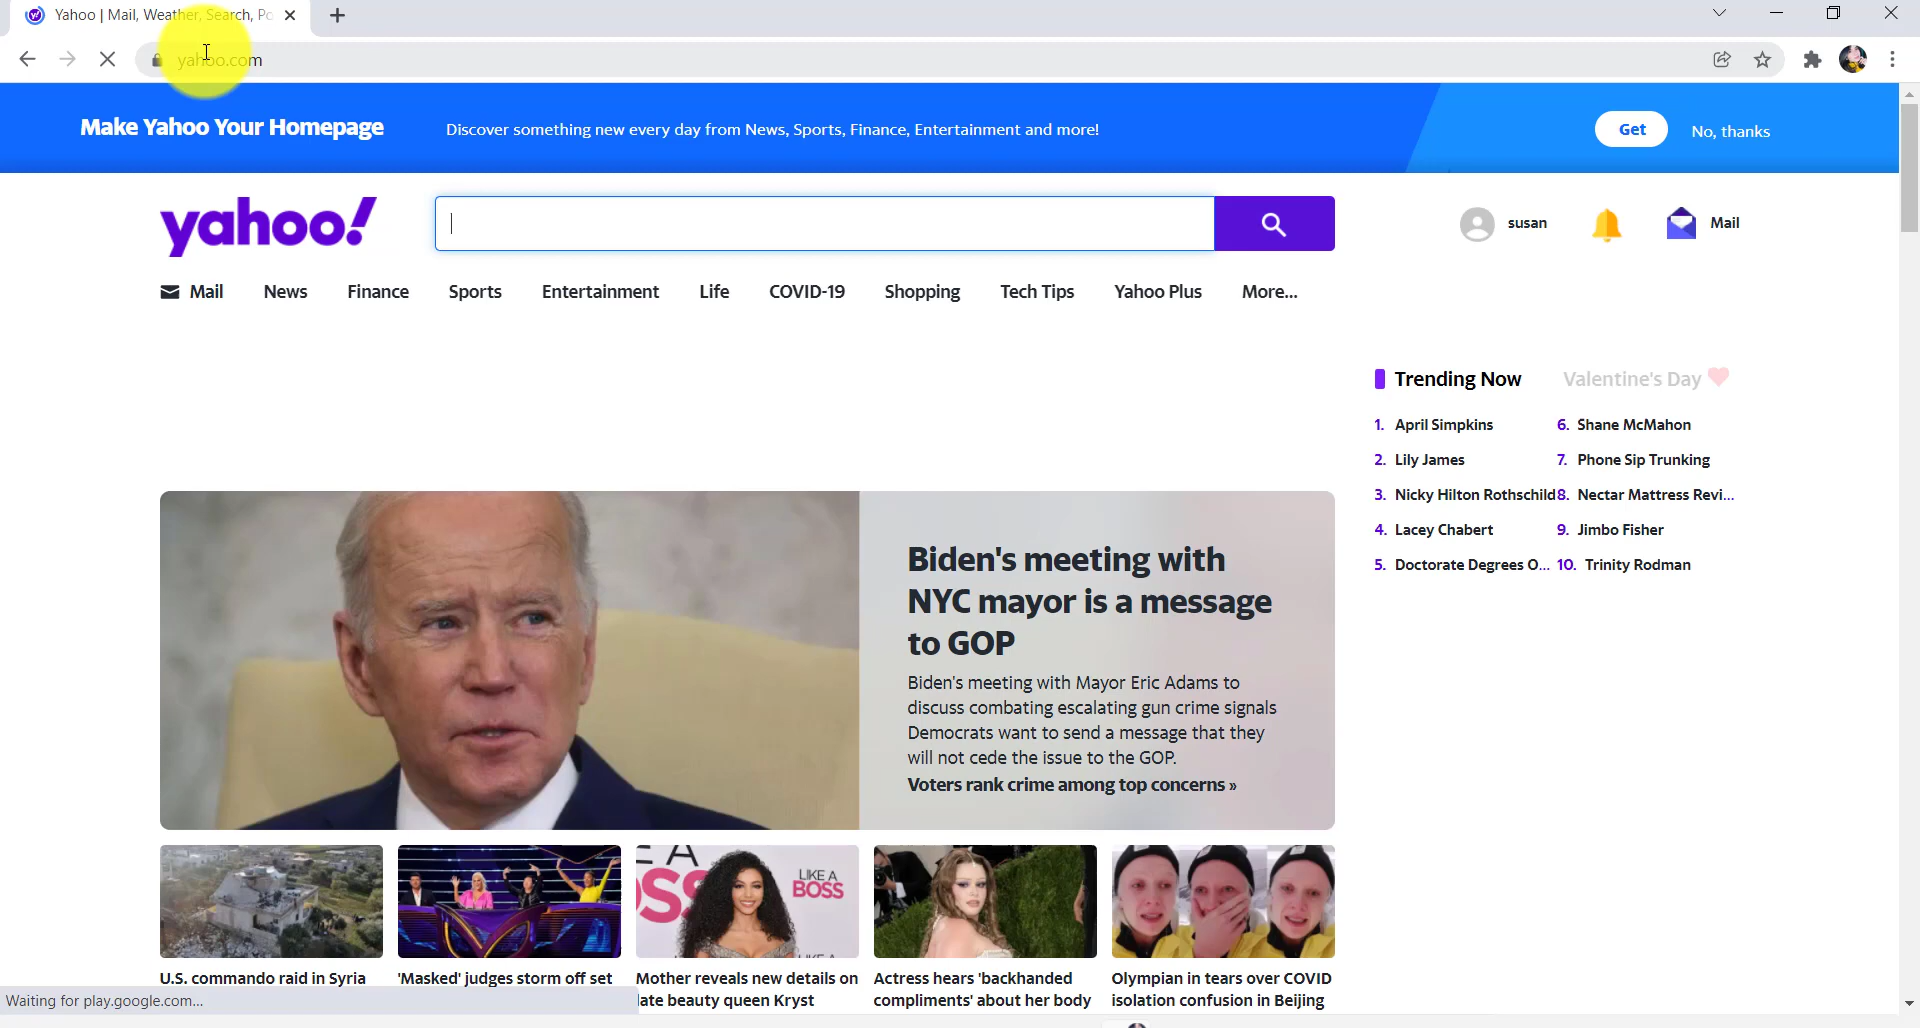 Yahoo | Mail, Weather, Search, Po
yahoo.com
Make Yahoo Your Homepage
Discover something new every day from News, Sports, Finance, Entertainment and more!
Get
No, thanks
yahoo!
susan
Mail
Mail
News
Finance
Sports
Entertainment
Life
COVID-19
Shopping
Tech Tips
Yahoo Plus
More...
Trending Now
Valentine's Day
1. April Simpkins
2. Lily James
3. Nicky Hilton Rothschild
4. Lacey Chabert
5. Doctorate Degrees O...
6. Shane McMahon
7. Phone Sip Trunking
8. Nectar Mattress Revi...
9. Jimbo Fisher
10. Trinity Rodman
Biden's meeting with
NYC mayor is a message
to GOP
Biden's meeting with Mayor Eric Adams to
discuss combating escalating gun crime signals
Democrats want to send a message that they
will not cede the issue to the GOP.
Voters rank crime among top concerns »
LIKE A
BOSS
U.S. commando raid in Syria
'Masked' judges storm off set
Mother reveals new details on
late beauty queen Kryst
Actress hears 'backhanded
compliments' about her body
Olympian in tears over COVID
isolation confusion in Beijing
Waiting for play.google.com...